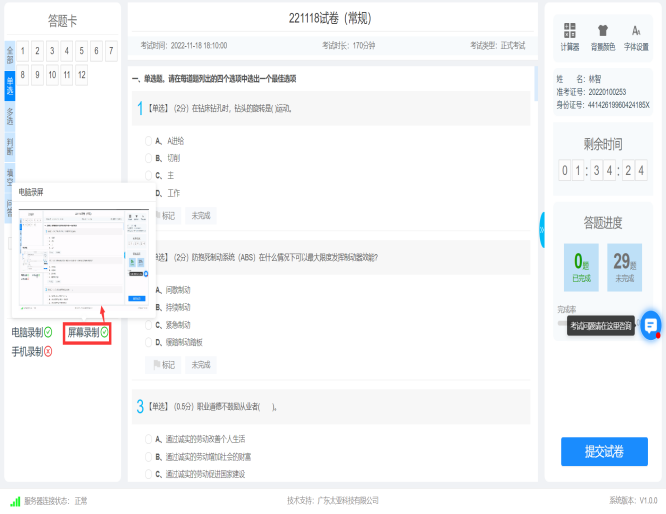 答题卡
全部
单选
多选
判断
填空
问答
1 2 3 4 5 6 7
8 9 10 11 12
电脑录屏
电脑录制
屏幕录制
手机录制
221118试卷（常规）
考试时间：2022-11-18 18:10:00
考试时长：170分钟
考试类型：正式考试
一、单选题。请在每道题列出的四个选项中选出一个最佳选项
1【单选】（2分）在钻床钻孔时，钻头的旋转是( )运动。
A、A进给
B、切削
C、主
D、工作
标记 未完成
选】（2分）防抱死制动系统（ABS）在什么情况下可以最大限度发挥制动器效能?
A、间歇制动
B、持续制动
C、紧急制动
D、缓踏制动踏板
标记 未完成
3【单选】（0.5分）职业道德不鼓励从业者( )。
A、通过诚实的劳动改善个人生活
B、通过诚实的劳动增加社会的财富
C、通过诚实的劳动促进国家建设
计算器 背景颜色 字体设置
姓 名：林智
准考证号：20220100253
身份证号：44142619960424185X
剩余时间
01:34:24
答题进度
0题
已完成
29题
未完成
完成率
考试问题请在这里咨询
提交试卷
服务器连接状态： 正常
技术支持：广东太亚科技有限公司
系统版本：V1.0.0